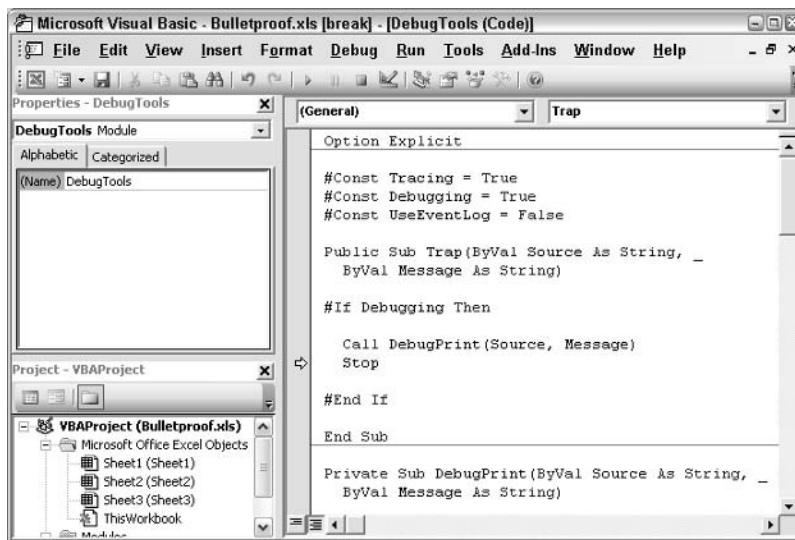 Microsoft Visual Basic - Bulletproof.xls [break] - [DebugTools (Code)]
File Edit View Insert Format Debug Run Tools Add-Ins Window Help
Properties - DebugTools
DebugTools Module
Alphabetic Categorized
(Name) DebugTools
Project - VBAProject
VBAProject (Bulletproof.xls)
Microsoft Office Excel Objects
Sheet1 (Sheet1)
Sheet2 (Sheet2)
Sheet3 (Sheet3)
ThisWorkbook
Modules
(General) Trap
Option Explicit
#Const Tracing = True
#Const Debugging = True
#Const UseEventLog = False
Public Sub Trap(ByVal Source As String, _
ByVal Message As String)
#If Debugging Then
Call DebugPrint(Source, Message)
Stop
#End If
End Sub
Private Sub DebugPrint(ByVal Source As String, _
ByVal Message As String)